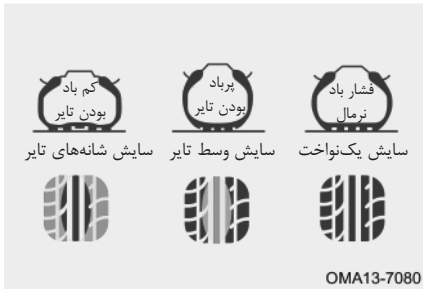 فشار باد
نرمال
پرباد
بودن تایر
کم باد
بودن تایر
سایش یک‌نواخت
سایش وسط تایر
سایش شانه‌های تایر
OMA13-7080